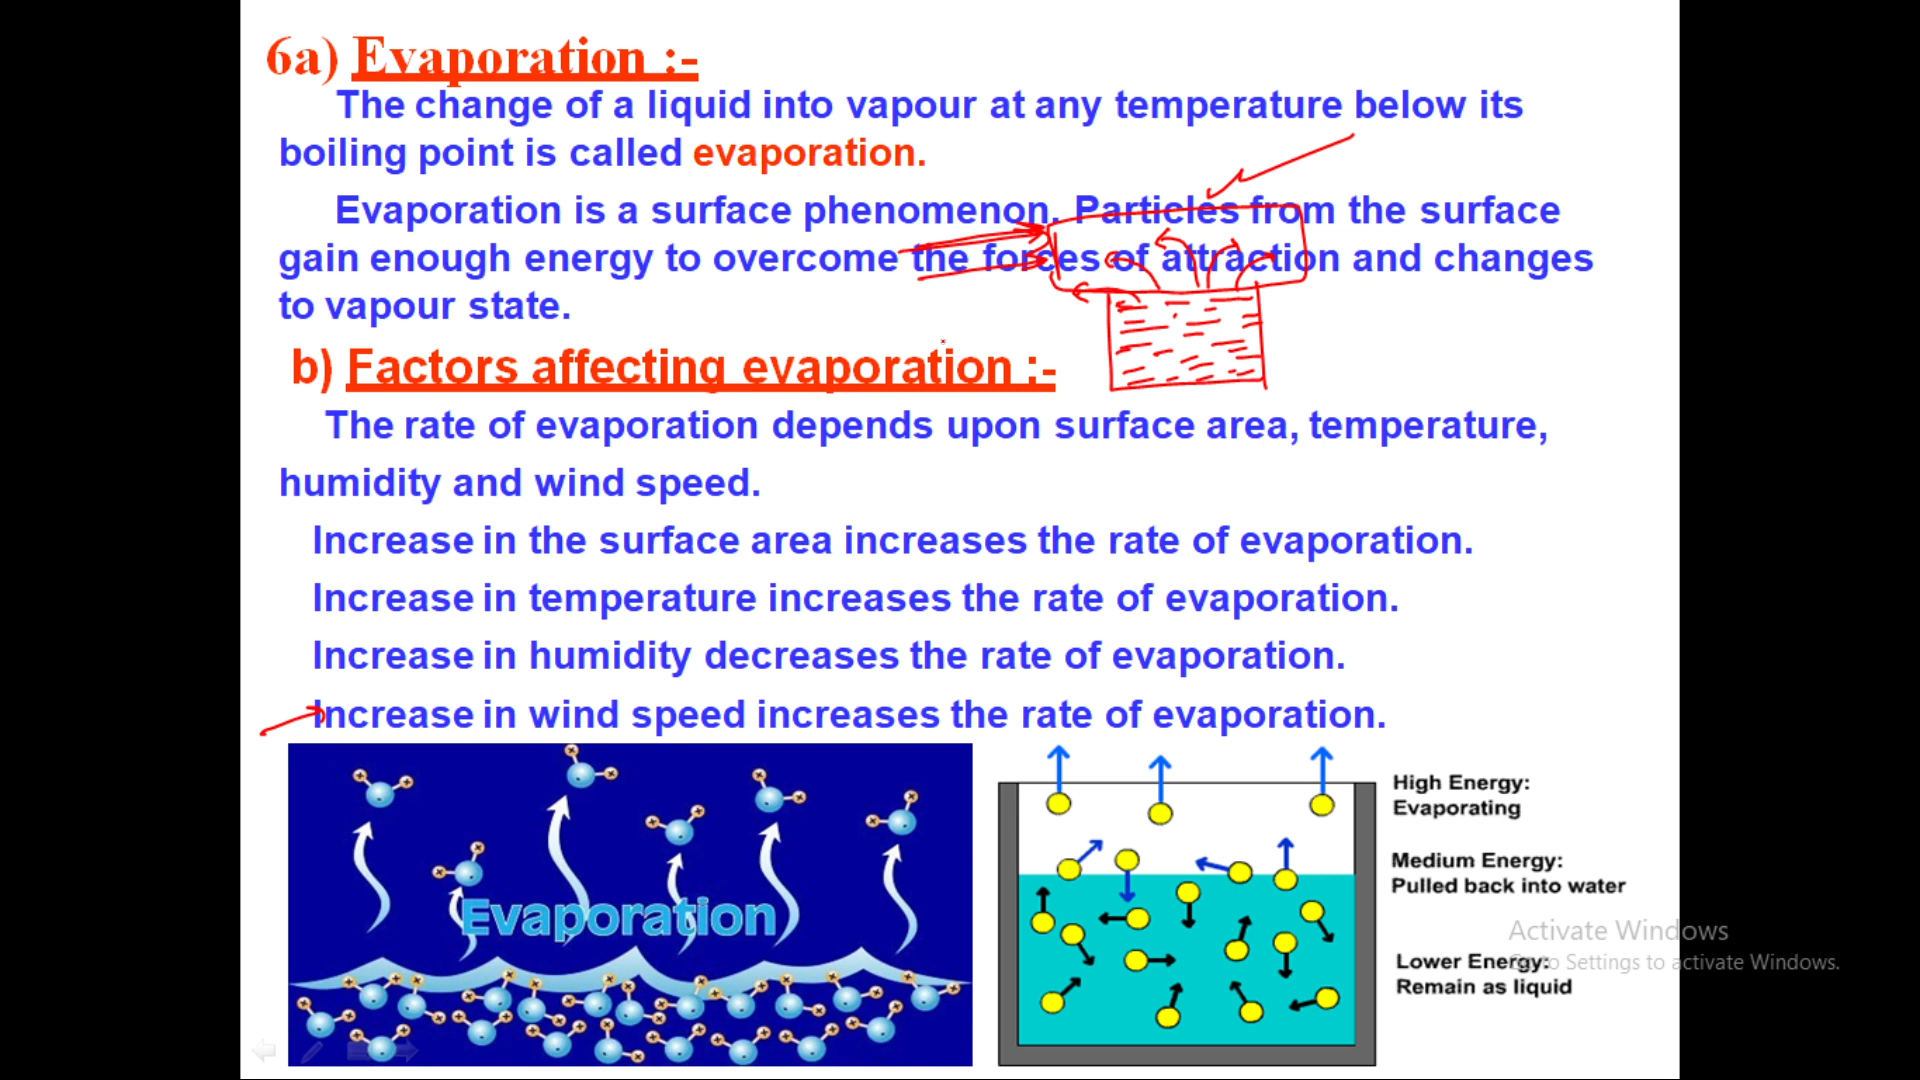 6a) Evaporation :-
The change of a liquid into vapour at any temperature below its
boiling point is called evaporation.
Evaporation is a surface phenomenon. Particles from the surface
gain enough energy to overcome the forces of attraction and changes
to vapour state.
b) Factors affecting evaporation :-
The rate of evaporation depends upon surface area, temperature,
humidity and wind speed.
Increase in the surface area increases the rate of evaporation.
Increase in temperature increases the rate of evaporation.
Increase in humidity decreases the rate of evaporation.
Increase in wind speed increases the rate of evaporation.
Evaporation
High Energy:
Evaporating
Medium Energy:
Pulled back into water
Lower Energy:
Remain as liquid
Activate Windows
Go to Settings to activate Windows.